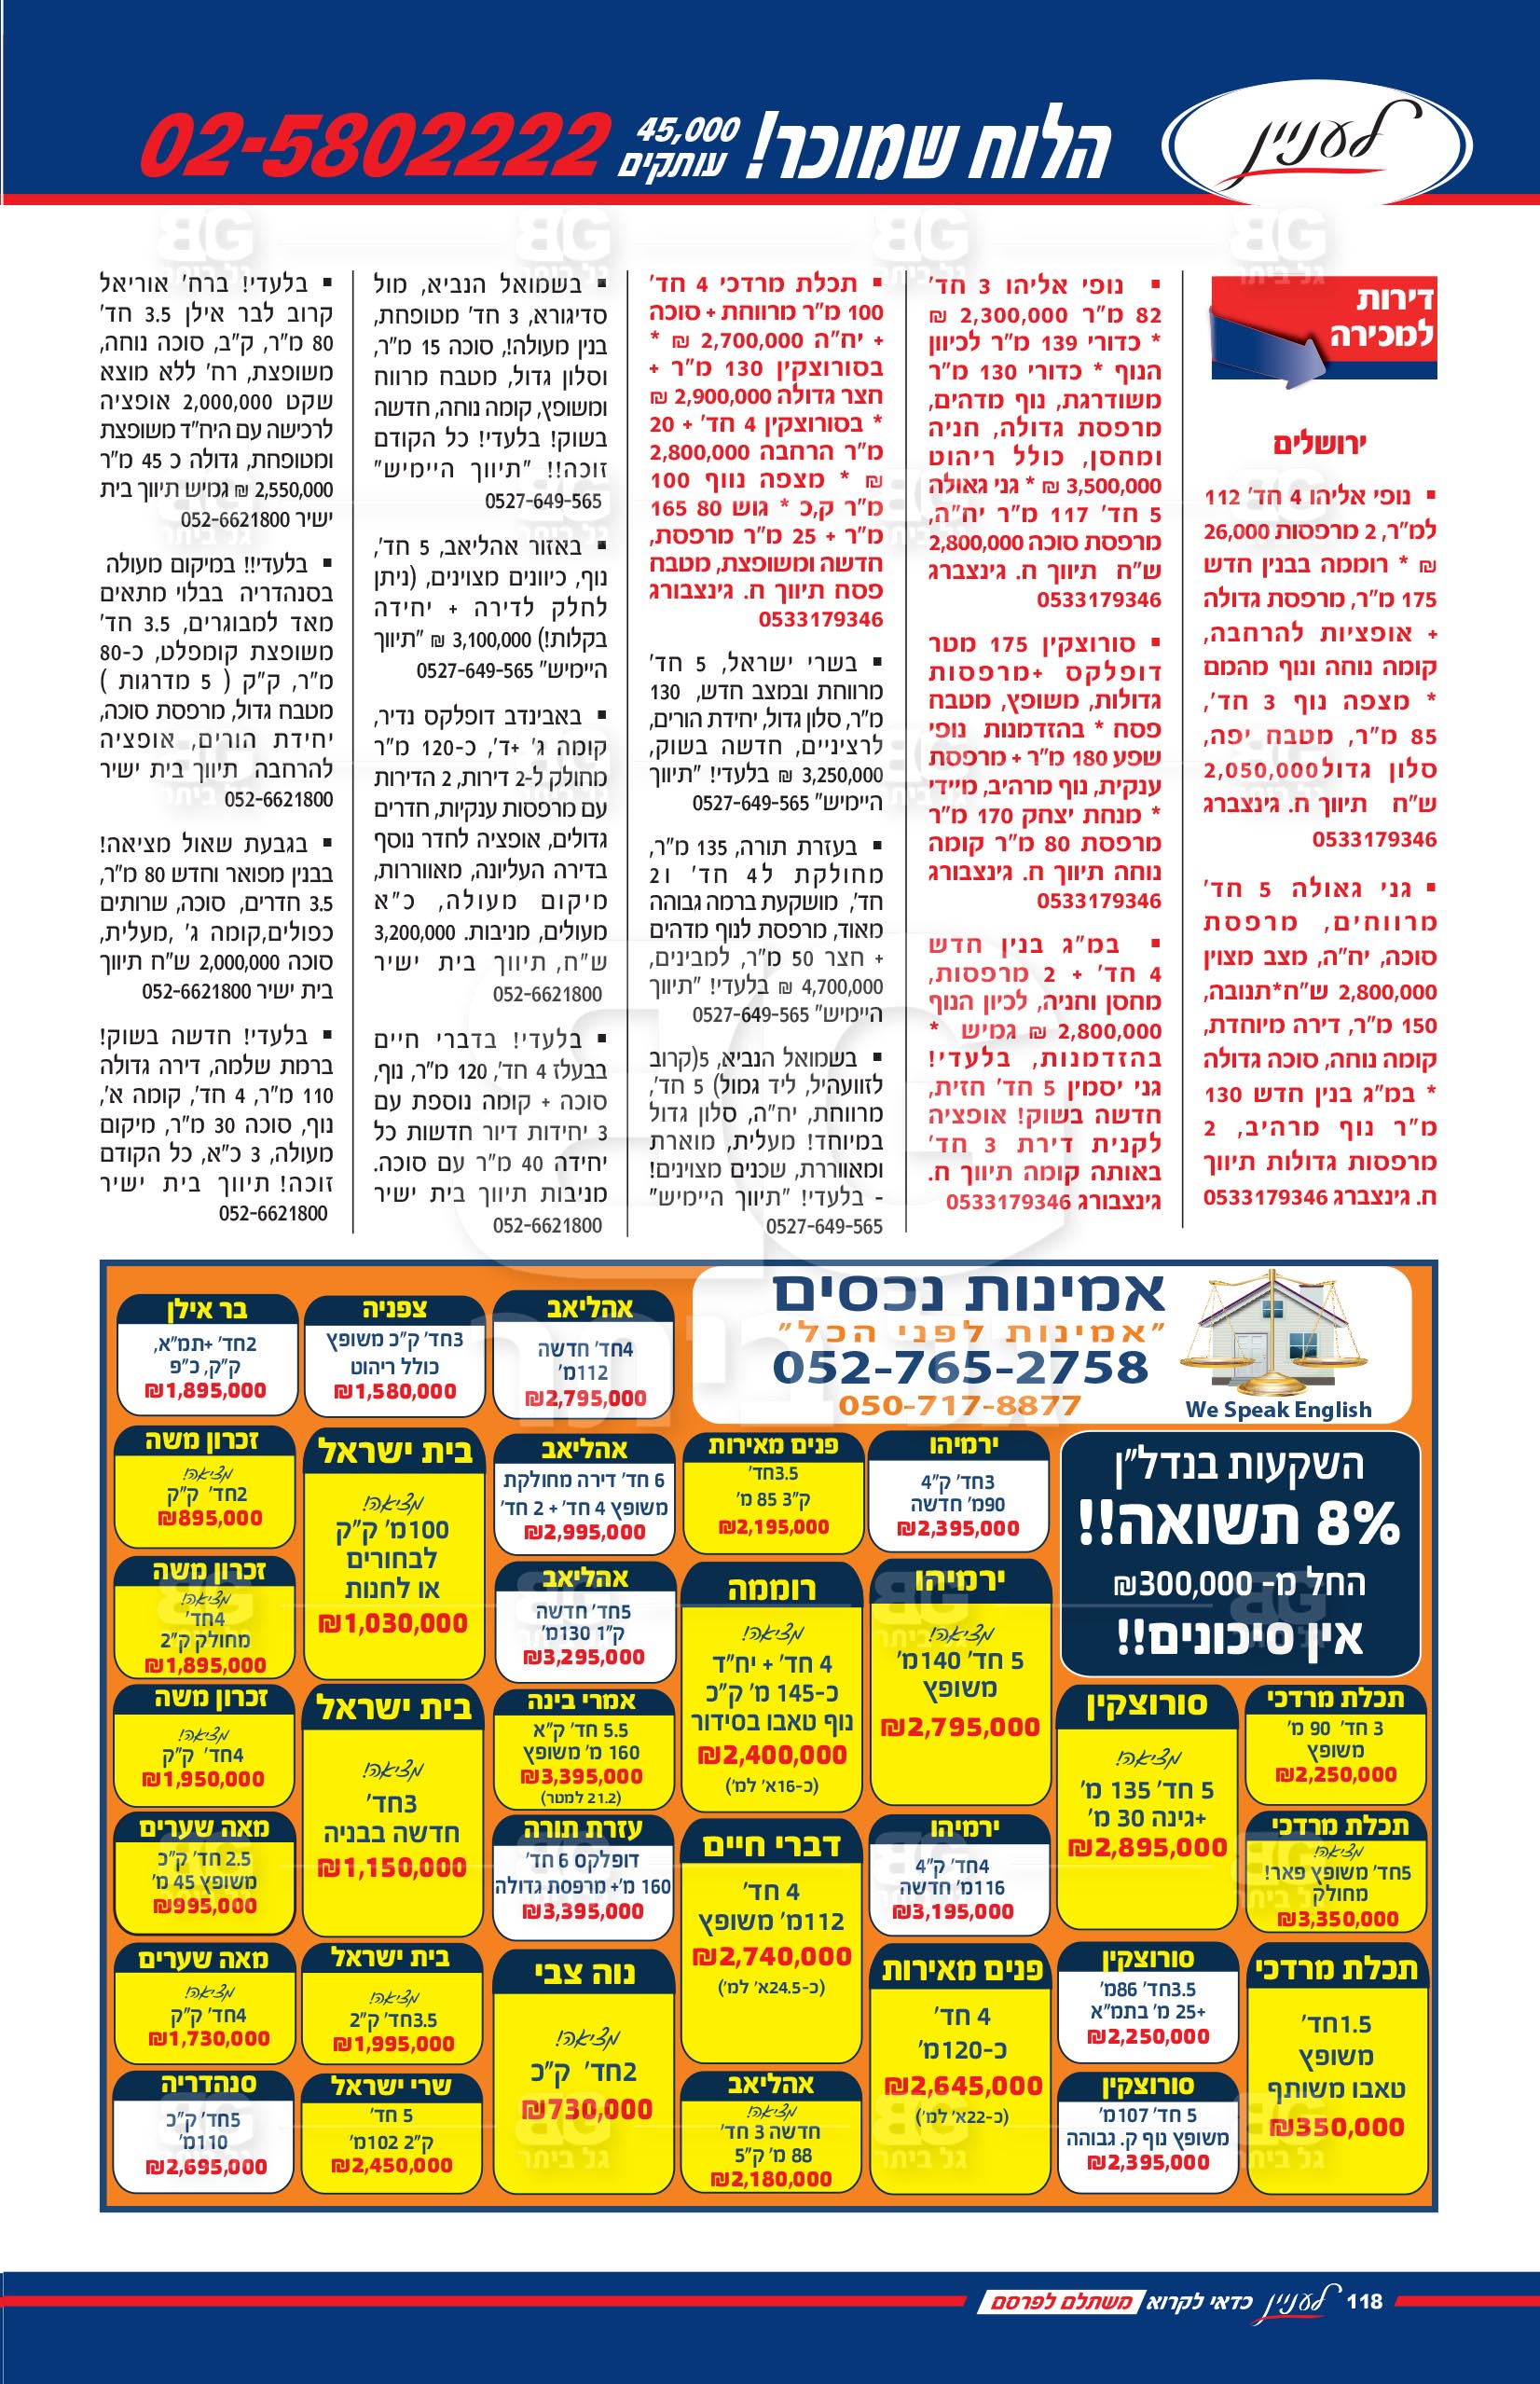 לעניין
הלוח שמוכר!
45,000
עותקים
02-5802222
דירות
למכירה
ירושלים
▪ נופי אליהו 4 חד' 112
למ"ר, 2 מרפסות 26,000
₪ * רוממה בבנין חדש
175 מ"ר, מרפסת גדולה
+ אופציות להרחבה,
קומה נוחה ונוף מהמם
* מצפה נוף 3 חד',
85 מ"ר, מטבח יפה,
סלון גדול2,050,000
ש"ח תיווך ח. גינצברג
0533179346
▪ גני גאולה 5 חד'
מרווחים, מרפסת
סוכה, יח"ה, מצב מצוין
2,800,000 ש"ח*תנובה,
150 מ"ר, דירה מיוחדת,
קומה נוחה, סוכה גדולה
* במ"ג בנין חדש 130
מ"ר נוף מרהיב, 2
מרפסות גדולות תיווך
ח. גינצברג 0533179346
▪ נופי אליהו 3 חד'
82 מ"ר 2,300,000 ₪
* כדורי 139 מ"ר לכיוון
הנוף * כדורי 130 מ"ר
משודרגת, נוף מדהים,
מרפסת גדולה, חניה
ומחסן, כולל ריהוט
3,500,000 ₪ * גני גאולה
5 חד' 117 מ"ר יח"ה,
מרפסת סוכה 2,800,000
ש"ח תיווך ח. גינצברג
0533179346
▪ סורוצקין 175 מטר
דופלקס +מרפסות
גדולות, משופץ, מטבח
פסח * בהזדמנות נופי
שפע 180 מ"ר + מרפסת
ענקית, נוף מרהיב, מיידי
* מנחת יצחק 170 מ"ר
מרפסת 80 מ"ר קומה
נוחה תיווך ח. גינצבורג
0533179346
▪ במ"ג בנין חדש
4 חד' + 2 מרפסות,
מחסן וחניה, לכיון הנוף
2,800,000 ₪ גמיש *
בהזדמנות, בלעדי!
גני יסמין 5 חד' חזית,
חדשה בשוק! אופציה
לקנית דירת 3 חד'
באותה קומה תיווך ח.
גינצבורג 0533179346
▪ תכלת מרדכי 4 חד'
100 מ"ר מרווחת + סוכה
+ יח"ה 2,700,000 ₪ *
בסורוצקין 130 מ"ר +
חצר גדולה 2,900,000 ₪
* בסורוצקין 4 חד' + 20
מ"ר הרחבה 2,800,000
₪ * מצפה נווף 100
מ"ר ק,כ * גוש 80 165
מ"ר + 25 מ"ר מרפסת,
חדשה ומשופצת, מטבח
פסח תיווך ח. גינצבורג
0533179346
▪ בשרי ישראל, 5 חד'
מרווחת ובמצב חדש, 130
מ"ר, סלון גדול, יחידת הורים,
לרציניים, חדשה בשוק,
3,250,000 ₪ בלעדי! "תיווך
היימיש" 0527-649-565
▪ בעזרת תורה, 135 מ"ר,
מחולקת ל4 חד' ו2
חד', מושקעת ברמה גבוהה
מאוד, מרפסת לנוף מדהים
+ חצר 50 מ"ר, למבינים,
4,700,000 ₪ בלעדי! "תיווך
היימיש" 0527-649-565
▪ בשמואל הנביא, 5(קרוב
לזוועהיל, ליד גמול) 5 חד',
מרווחת, יח"ה, סלון גדול
במיוחד! מעלית, מוארת
ומאווררת, שכנים מצוינים!
- בלעדי! "תיווך היימיש"
0527-649-565
▪ בשמואל הנביא, מול
סדיגורא, 3 חד' מטופחת,
בנין מעולה!, סוכה 15 מ"ר,
וסלון גדול, מטבח מרווח
ומשופץ, קומה נוחה, חדשה
בשוק! בלעדי! כל הקודם
זוכה!! "תיווך היימיש"
0527-649-565
▪ באזור אהליאב, 5 חד',
נוף, כיוונים מצוינים, (ניתן
לחלק לדירה + יחידה
בקלות!) 3,100,000 ₪ "תיווך
היימיש" 0527-649-565
▪ באבינדב דופלקס נדיר,
קומה ג' +ד', כ-120 מ"ר
מחולק ל-2 דירות, 2 הדירות
עם מרפסות ענקיות, חדרים
גדולים, אופציה לחדר נוסף
בדירה העליונה, מאווררות,
מיקום מעולה, כ"א
מעולים, מניבות. 3,200,000
ש"ח, תיווך בית ישיר
052-6621800
▪ בלעדי! בדברי חיים
בבעלז 4 חד', 120 מ"ר, נוף,
סוכה + קומה נוספת עם
3 יחידות דיור חדשות כל
יחידה 40 מ"ר עם סוכה.
מניבות תיווך בית ישיר
052-6621800
▪ בלעדי! ברח' אוריאל
קרוב לבר אילן 3.5 חד'
80 מ"ר, ק"ב, סוכה נוחה,
משופצת, רח' ללא מוצא
שקט 2,000,000 אופציה
לרכישה עם היח"ד משופצת
ומטופחת, גדולה כ 45 מ"ר
2,550,000 ₪ גמיש תיווך בית
ישיר 052-6621800
▪ בלעדי!! במיקום מעולה
בסנהדריה בבלוי מתאים
מאד למבוגרים, 3.5 חד'
משופצת קומפלט, כ-80
מ"ר, ק"ק ( 5 מדרגות )
מטבח גדול, מרפסת סוכה,
יחידת הורים, אופציה
להרחבה תיווך בית ישיר
052-6621800
▪ בגבעת שאול מציאה!
בבנין מפואר וחדש 80 מ"ר,
3.5 חדרים, סוכה, שרותים
כפולים,קומה ג' ,מעלית,
סוכה 2,000,000 ש"ח תיווך
בית ישיר 052-6621800
▪ בלעדי! חדשה בשוק!
ברמת שלמה, דירה גדולה
110 מ"ר, 4 חד', קומה א',
נוף, סוכה 30 מ"ר, מיקום
מעולה, 3 כ"א, כל הקודם
זוכה! תיווך בית ישיר
052-6621800
We Speak English
אמינות נכסים
"אמינות לפני הכל"
052-765-2758
050-717-8877
השקעות בנדל"ן
8% תשואה!!
החל מ- 300,000₪
אין סיכונים!!
תכלת מרדכי
3 חד' 90 מ'
משופץ
2,250,000₪
תכלת מרדכי
מציאה!
5חד' משופץ פאר!
מחולק
3,350,000₪
תכלת מרדכי
1.5חד'
משופץ
טאבו משותף
350,000₪
סורוצקין
מציאה!
5 חד' 135 מ'
+גינה 30 מ'
2,895,000₪
סורוצקין
3.5חד' 86מ'
+25 מ' בתמ"א
2,250,000₪
סורוצקין
5 חד' 107מ'
משופץ נוף ק. גבוהה
2,395,000₪
ירמיהו
3חד' ק"4
90מ' חדשה
2,395,000₪
ירמיהו
מציאה!
5 חד' 140מ'
משופץ
2,795,000₪
ירמיהו
4חד' ק"4
116מ' חדשה
3,195,000₪
פנים מאירות
4 חד'
כ-120מ'
2,645,000₪
(כ-22א' למ')
פנים מאירות
3.5חד'
ק"3 85 מ'
2,195,000₪
רוממה
מציאה!
4 חד' + יח"ד
כ-145 מ' ק"כ
נוף טאבו בסידור
2,400,000₪
(כ-16א' למ')
דברי חיים
4 חד'
112מ' משופץ
2,740,000₪
(כ-24.5א' למ')
אהליאב
מציאה!
חדשה 3 חד'
88 מ' ק"5
2,180,000₪
אהליאב
4חד' חדשה
112מ'
2,795,000₪
אהליאב
6 חד' דירה מחולקת
משופץ 4 חד' + 2 חד'
2,995,000₪
אהליאב
5חד' חדשה
ק"1 130מ'
3,295,000₪
אמרי בינה
5.5 חד' ק"א
160 מ' משופץ
3,395,000₪
(21.2 למטר)
עזרת תורה
דופלקס 6 חד'
160 מ'+ מרפסת גדולה
3,395,000₪
נוה צבי
מציאה!
2חד' ק"כ
730,000₪
צפניה
3חד' ק"כ משופץ
כולל ריהוט
1,580,000₪
בית ישראל
מציאה!
100מ' ק"ק
לבחורים
או לחנות
1,030,000₪
בית ישראל
מציאה!
3חד'
חדשה בבניה
1,150,000₪
בית ישראל
מציאה!
3.5חד' ק"2
1,995,000₪
שרי ישראל
5 חד'
ק"2 102מ'
2,450,000₪
בר אילן
2חד' +תמ"א,
ק"ק, כ"פ
1,895,000₪
זכרון משה
מציאה!
2חד' ק"ק
895,000₪
זכרון משה
מציאה!
4חד'
מחולק ק"2
1,895,000₪
זכרון משה
מציאה!
4חד' ק"ק
1,950,000₪
מאה שערים
2.5 חד' ק"כ
משופץ 45 מ'
995,000₪
מאה שערים
מציאה!
4חד' ק"ק
1,730,000₪
סנהדריה
5חד' ק"כ
110מ'
2,695,000₪
118 לעניין כדאי לקרוא משתלם לפרסם